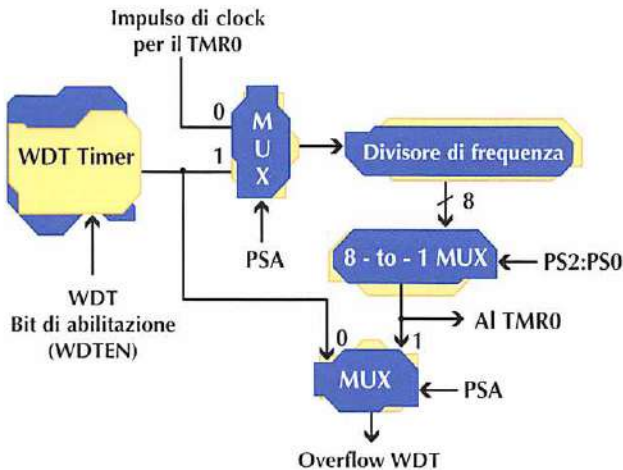 Impulso di clock
per il TMR0
0
M
U
X
WDT Timer
1
Divisore di frequenza
8
PSA
8 - to - 1 MUX
PS2:PS0
WDT
Bit di abilitazione
(WDTEN)
Al TMR0
0
1
MUX
PSA
Overflow WDT